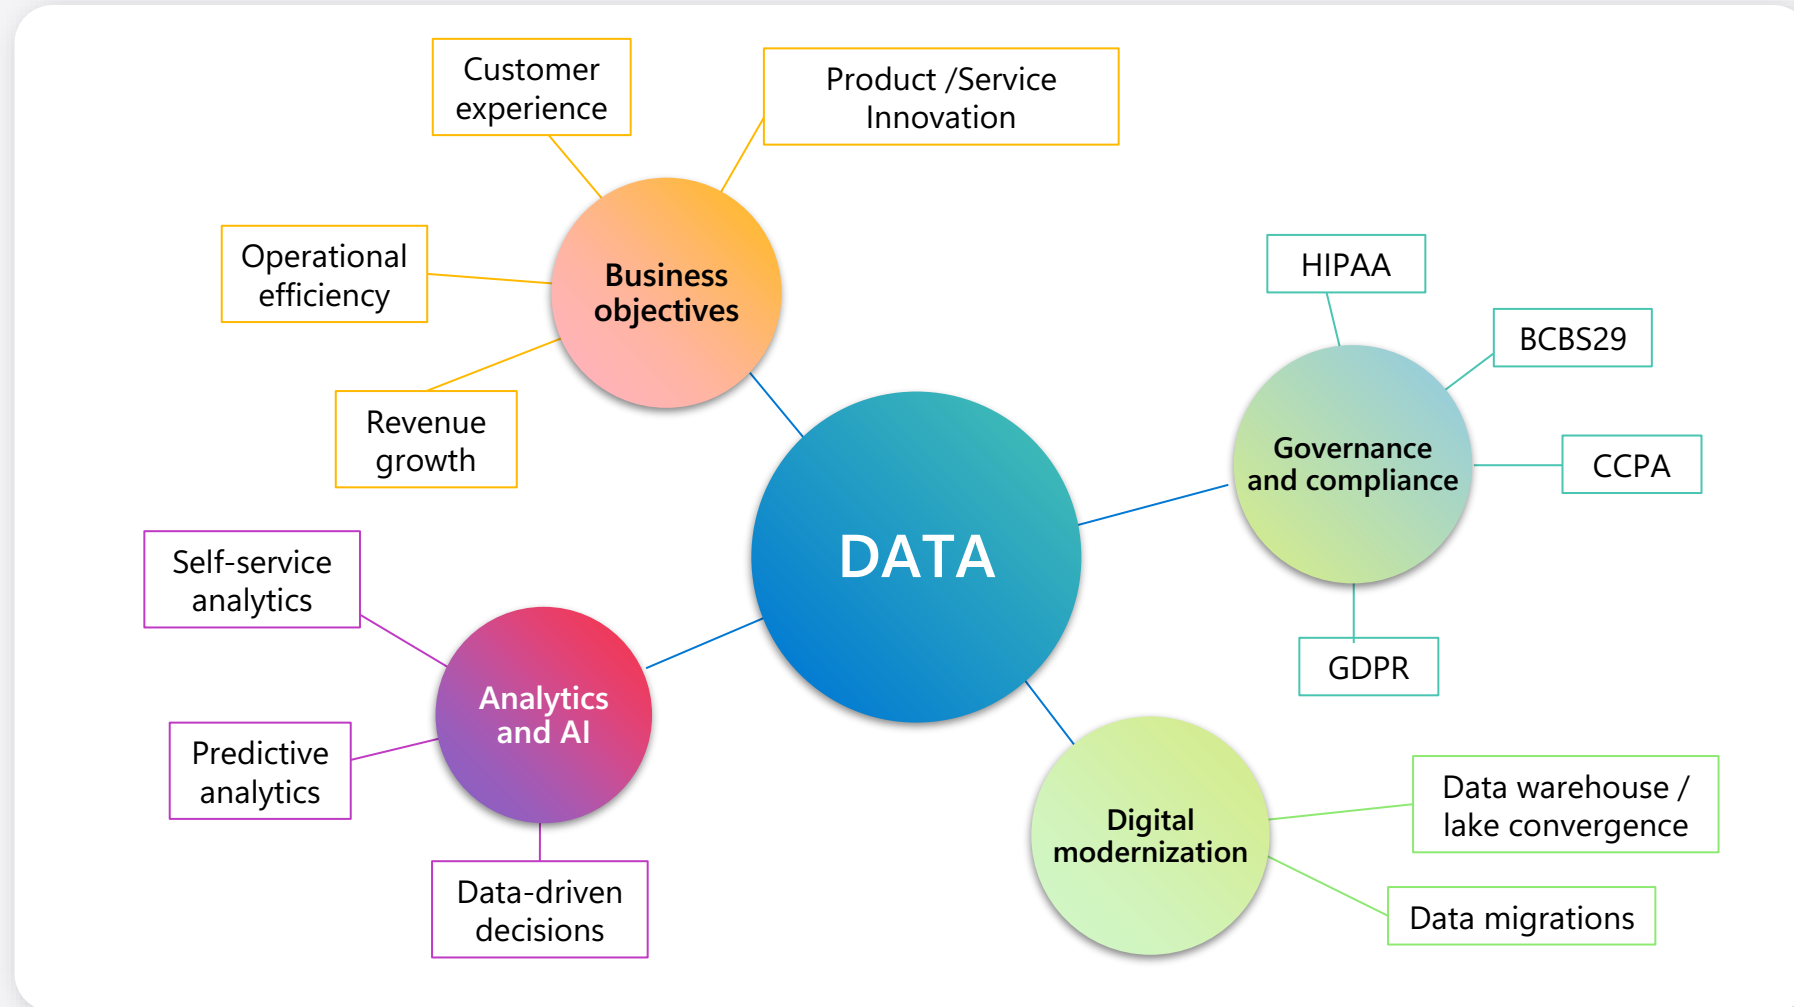 Customer
experience
Product /Service
Innovation
Operational
efficiency
Business
objectives
Revenue
growth
HIPAA
BCBS29
Governance
and compliance
CCPA
GDPR
DATA
Self-service
analytics
Analytics
and AI
Predictive
analytics
Data-driven
decisions
Digital
modernization
Data warehouse /
lake convergence
Data migrations